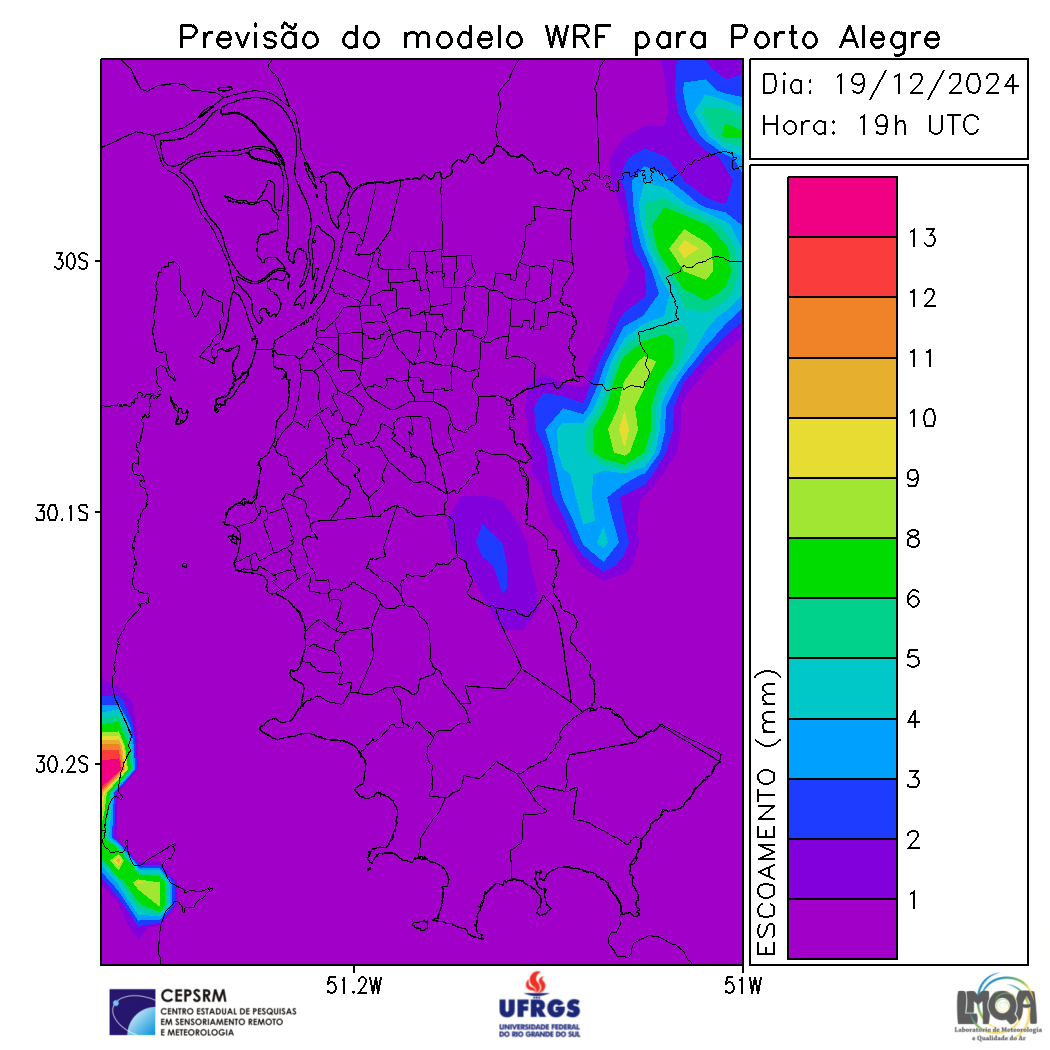 Previsão do modelo WRF para Porto Alegre
Dia: 19/12/2024
Hora: 19h UTC
30S
30.1S
30.2S
51.2W
51W
ESCOAMENTO (mm)
13
12
11
10
9
8
6
5
4
3
2
1
CEPSRM
CENTRO ESTADUAL DE PESQUISAS
EM SENSORIAMENTO REMOTO
E METEOROLOGIA
UFRGS
UNIVERSIDADE FEDERAL
DO RIO GRANDE DO SUL
LMQA
Laboratório de Meteorologia
e Qualidade do Ar